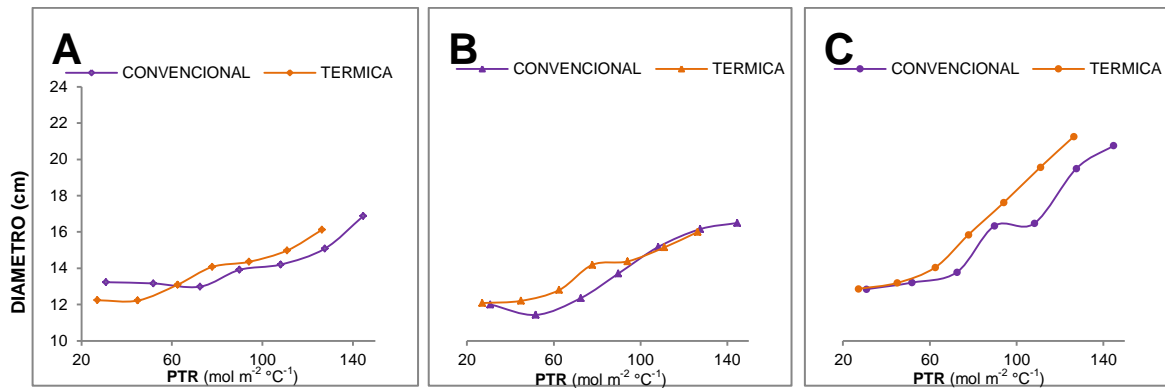 A
CONVENCIONAL TERMICA
24
22
20
18
16
14
12
10
DIAMETRO (cm)
20 60 100 140
PTR (mol m⁻² °C⁻¹)
B
CONVENCIONAL TERMICA
20 60 100 140
PTR (mol m⁻² °C⁻¹)
C
CONVENCIONAL TERMICA
20 60 100 140
PTR (mol m⁻² °C⁻¹)